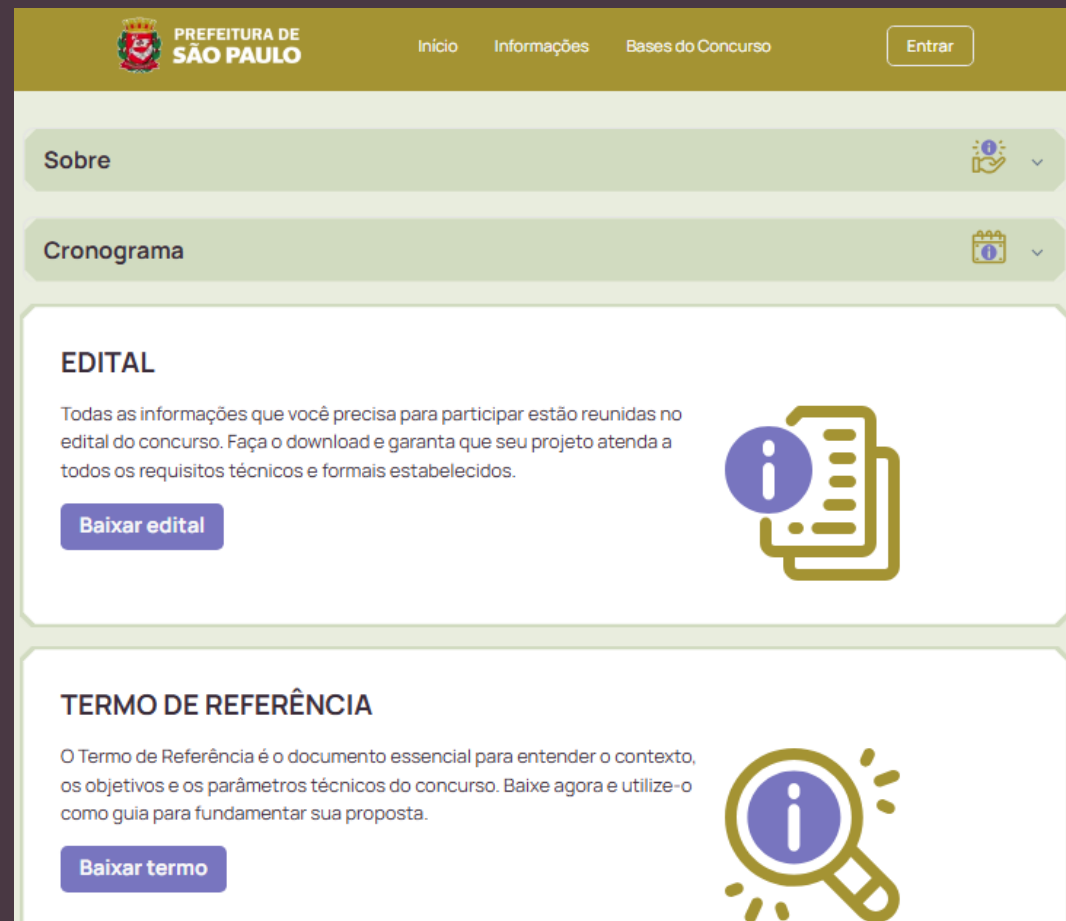 PREFEITURA DE
SÃO PAULO
Início
Informações
Bases do Concurso
Entrar
Sobre
Cronograma
EDITAL
Todas as informações que você precisa para participar estão reunidas no
edital do concurso. Faça o download e garanta que seu projeto atenda a
todos os requisitos técnicos e formais estabelecidos.
Baixar edital
TERMO DE REFERÊNCIA
O Termo de Referência é o documento essencial para entender o contexto,
os objetivos e os parâmetros técnicos do concurso. Baixe agora e utilize-o
como guia para fundamentar sua proposta.
Baixar termo